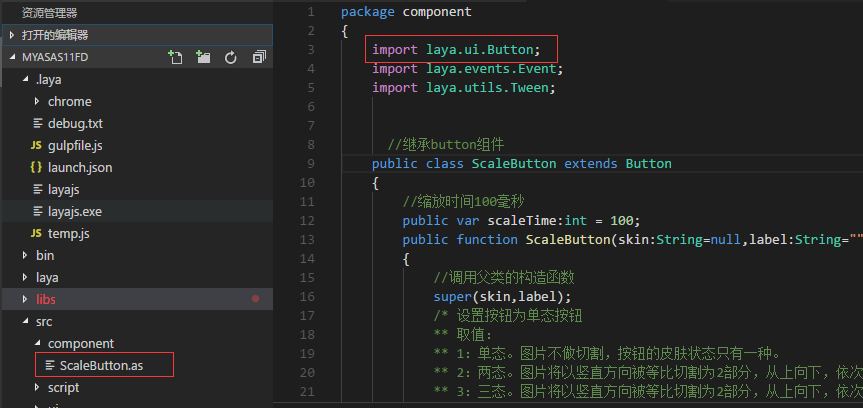 资源管理器
打开的编辑器
MYASAS11FD
.laya
chrome
debug.txt
JS gulpfile.js
{} launch.json
layajs
layajs.exe
JS temp.js
bin
laya
libs
src
component
ScaleButton.as
script
1 package component
2 {
3 import laya.ui.Button;
4 import laya.events.Event;
5 import laya.utils.Tween;
6
7
8 //继承button组件
9 public class ScaleButton extends Button
10 {
11 //缩放时间100毫秒
12 public var scaleTime:int = 100;
13 public function ScaleButton(skin:String=null,label:String=""
14 {
15 //调用父类的构造函数
16 super(skin,label);
17 /* 设置按钮为单态按钮
18 ** 取值：
19 ** 1：单态。图片不做切割，按钮的皮肤状态只有一种。
20 ** 2：两态。图片将以竖直方向被等比切割为2部分，从上向下，依次
21 ** 3：三态。图片将以竖直方向被等比切割为2部分，从上向下，依次